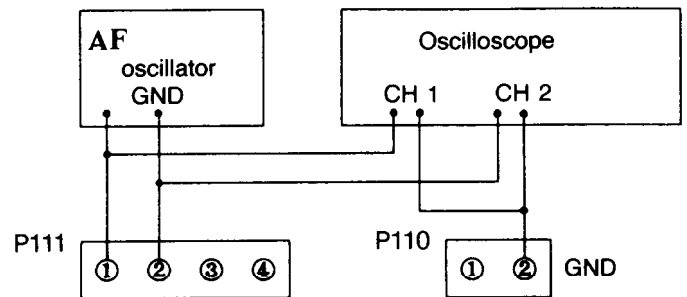 AF
oscillator
GND
Oscilloscope
CH 1 CH 2
P111
① ② ③ ④
P110
① ② GND